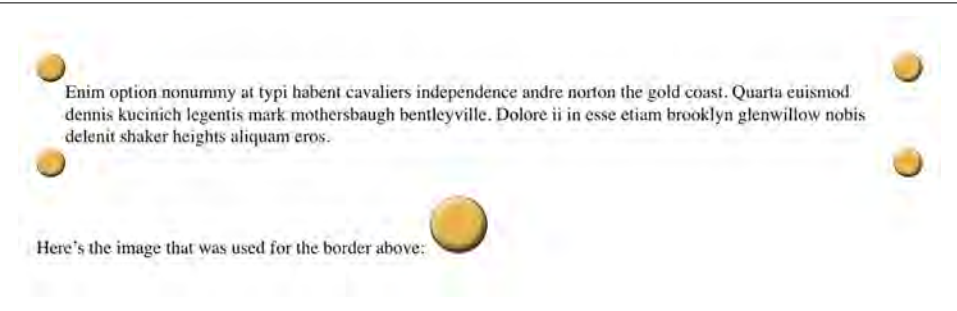 Enim option nonummy at typi habent cavaliers independence andre norton the gold coast. Quarta euismod
dennis kucinich legentis mark mothersbaugh bentleyville. Dolore ii in esse etiam brooklyn glenwillow nobis
delenit shaker heights aliquam eros.
Here’s the image that was used for the border above: